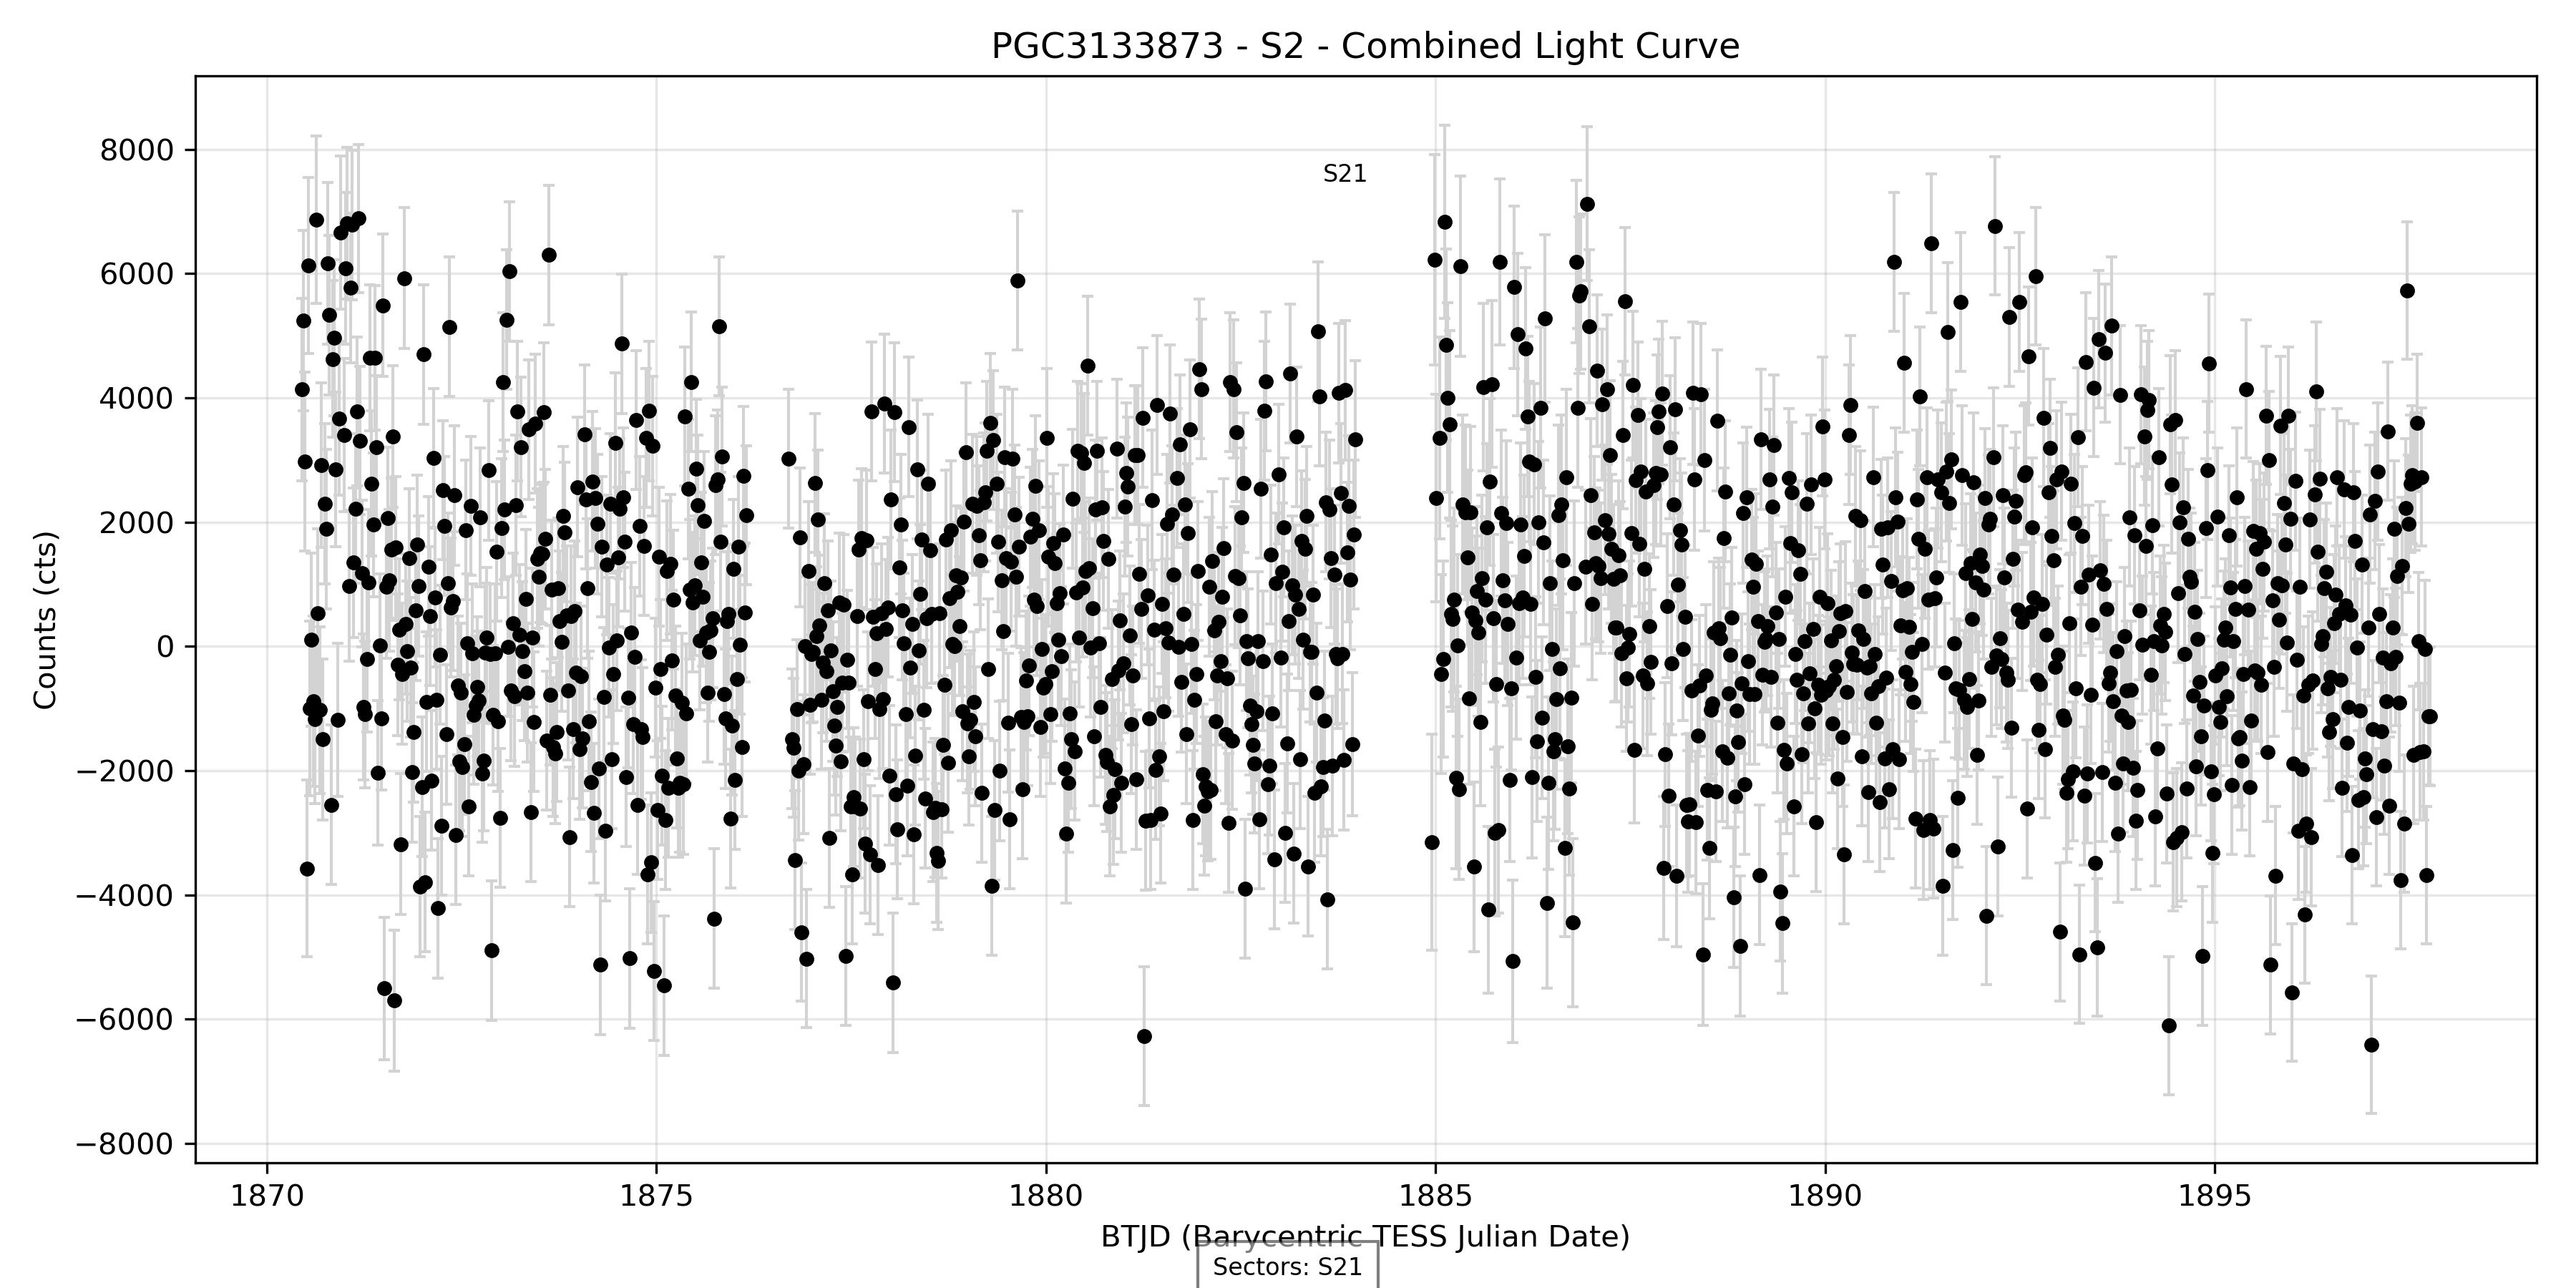 PGC3133873 - S2 - Combined Light Curve
S21
8000
6000
4000
2000
0
−2000
−4000
−6000
−8000
Counts (cts)
1870 1875 1880 1885 1890 1895
BTJD (Barycentric TESS Julian Date)
Sectors: S21